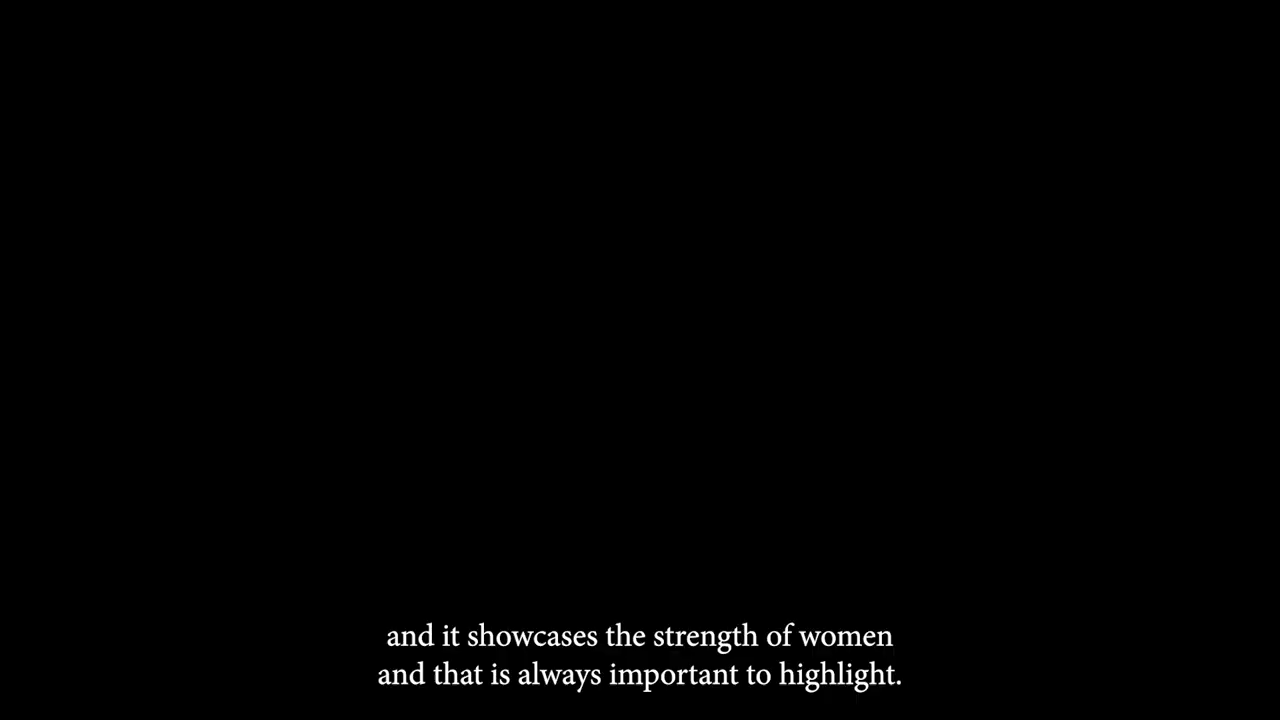 and it showcases the strength of women
and that is always important to highlight.